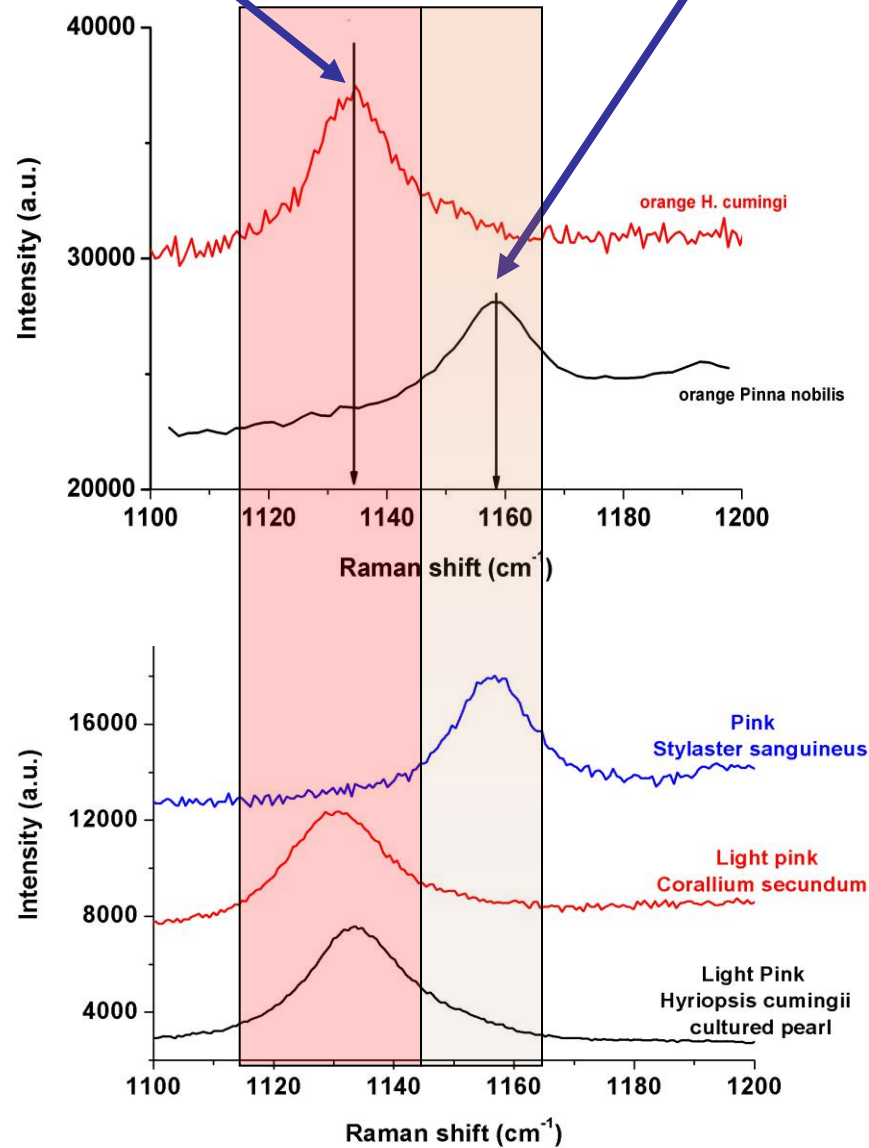 40000
30000
20000
Intensity (a.u.)
orange H. cumingi
orange Pinna nobilis
1100 1120 1140 1160 1180 1200
Raman shift (cm⁻¹)
16000
12000
8000
4000
Intensity (a.u.)
Pink
Stylaster sanguineus
Light pink
Corallium secundum
Light Pink
Hyriopsis cumingii
cultured pearl
1100 1120 1140 1160 1180 1200
Raman shift (cm⁻¹)